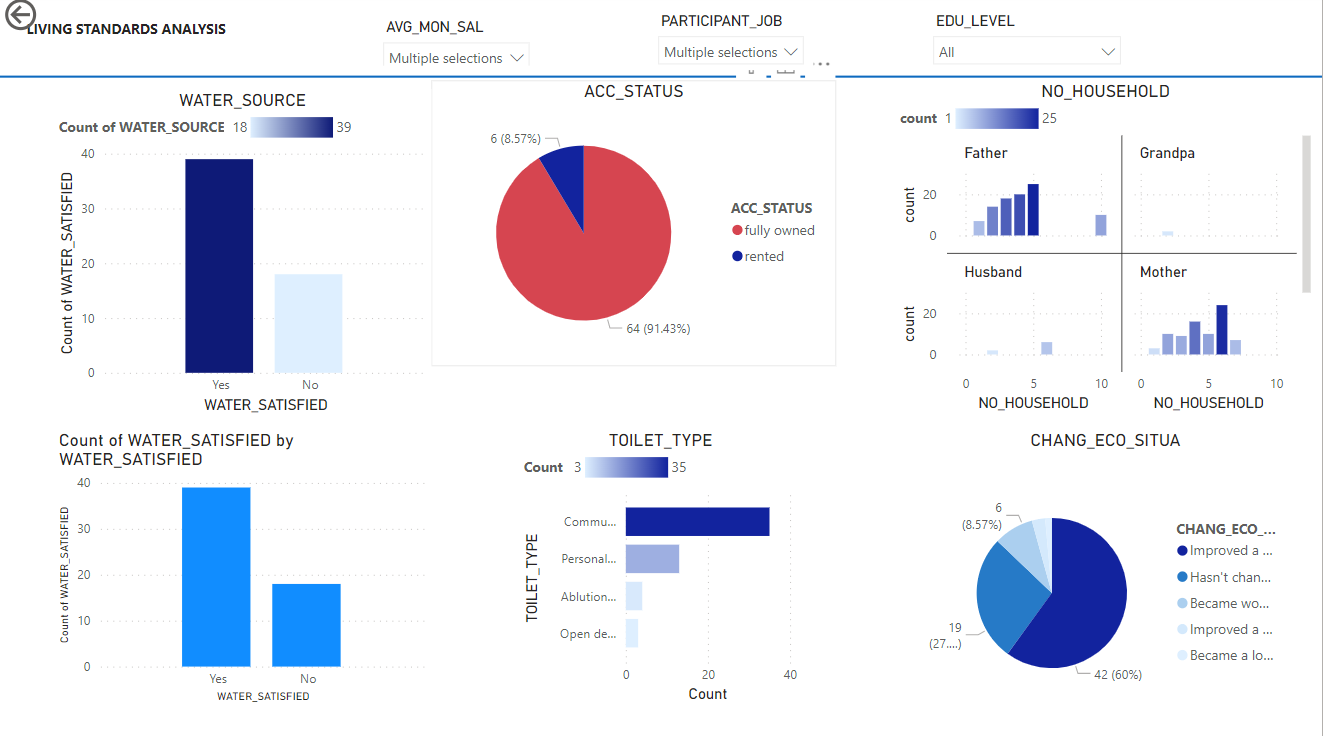 LIVING STANDARDS ANALYSIS
AVG_MON_SAL
Multiple selections
PARTICIPANT_JOB
Multiple selections
EDU_LEVEL
All
WATER_SOURCE
Count of WATER_SOURCE 18 39
Count of WATER_SATISFIED
40
30
20
10
0
Yes No
WATER_SATISFIED
ACC_STATUS
6 (8.57%)
64 (91.43%)
ACC_STATUS
fully owned
rented
NO_HOUSEHOLD
count 1 25
Father Grandpa
count
20
0
Husband Mother
count
20
0
0 5 10 0 5 10
NO_HOUSEHOLD NO_HOUSEHOLD
Count of WATER_SATISFIED by
WATER_SATISFIED
Count of WATER_SATISFIED
40
30
20
10
0
Yes No
WATER_SATISFIED
TOILET_TYPE
Count 3 35
TOILET_TYPE
Commu...
Personal...
Ablution...
Open de...
0 20 40
Count
CHANG_ECO_SITUA
6
(8.57%)
19
(27....)
42 (60%)
CHANG_ECO_...
Improved a ...
Hasn't chan...
Became wo...
Improved a ...
Became a lo...